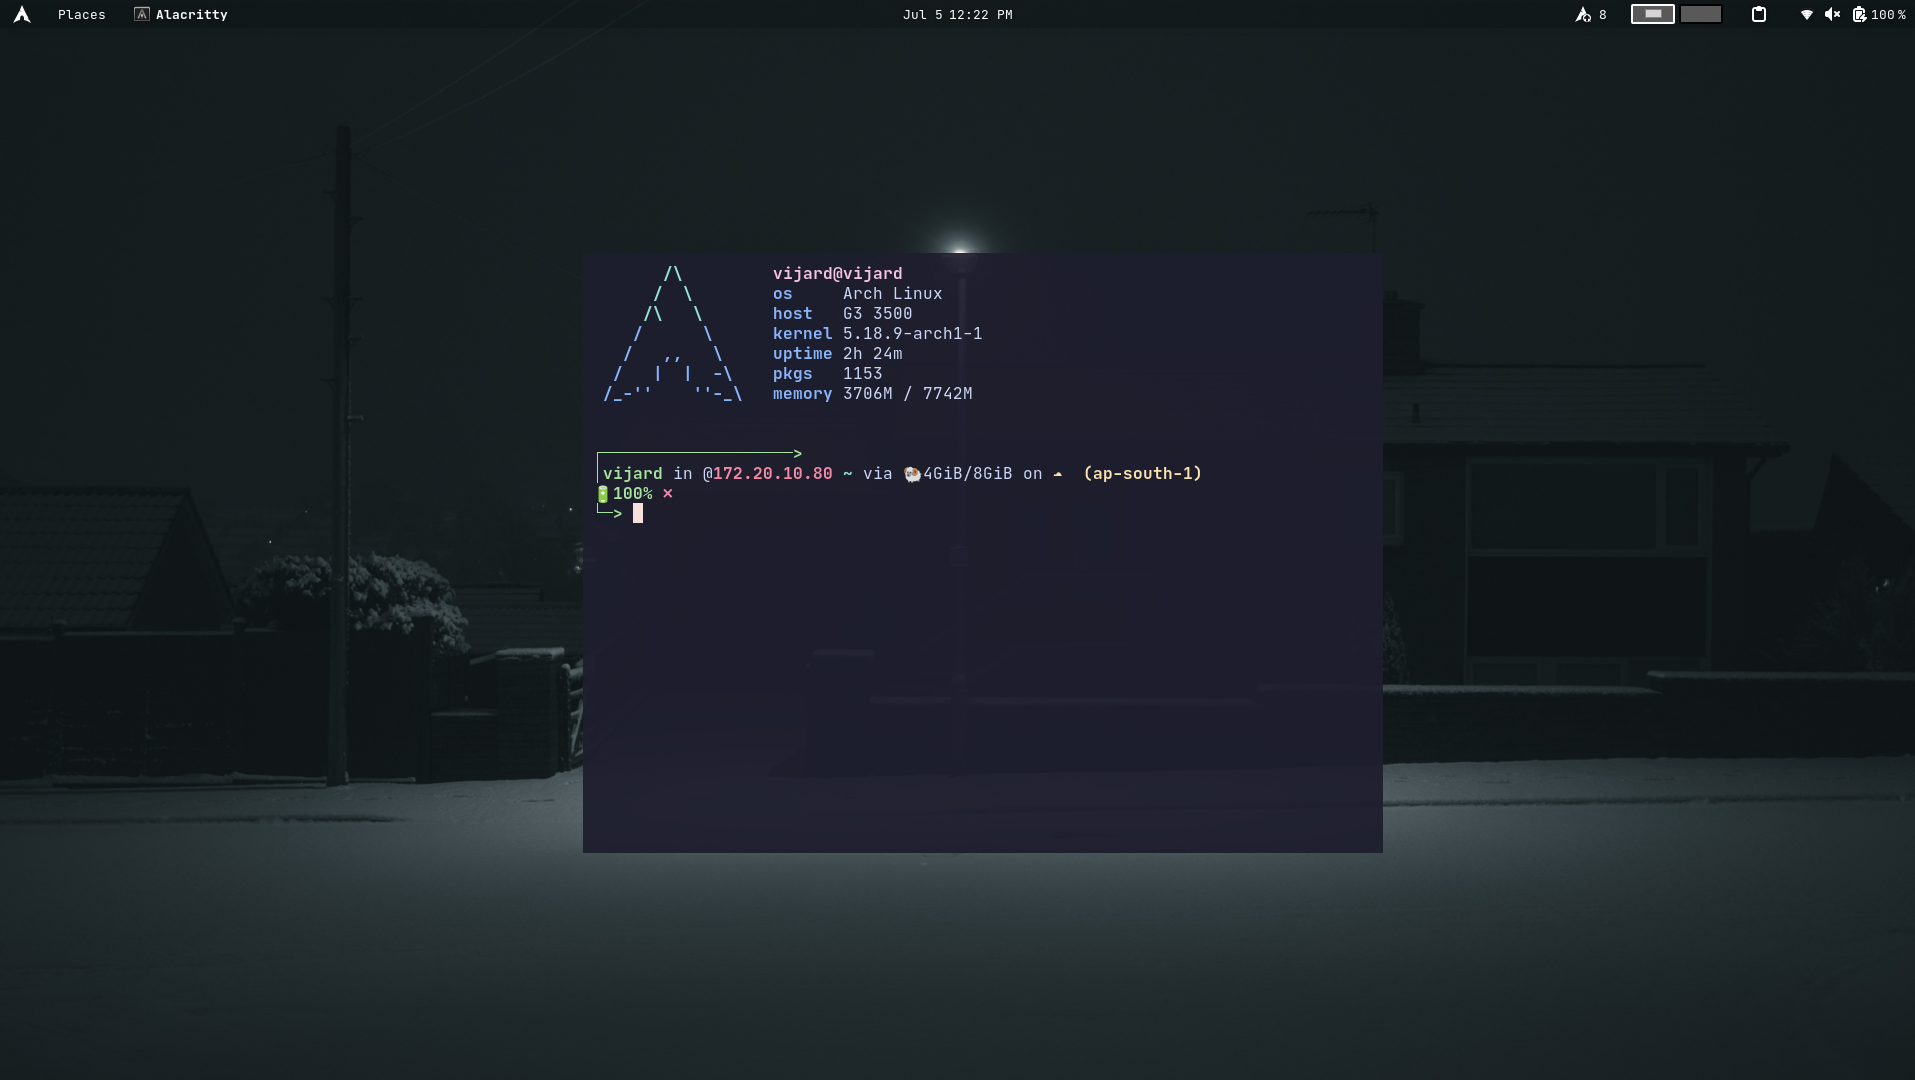 Places Alacritty Jul 5 12:22 PM 8 100 %
/\ vijard@vijard
/  \ os Arch Linux
/\   \ host G3 3500
/      \ kernel 5.18.9-arch1-1
/   ,,   \ uptime 2h 24m
/   |  |  -\ pkgs 1153
/_-''    ''-_\ memory 3706M / 7742M
vijard in @172.20.10.80 ~ via 🐏4GiB/8GiB on (ap-south-1)
🔋100% ×
>